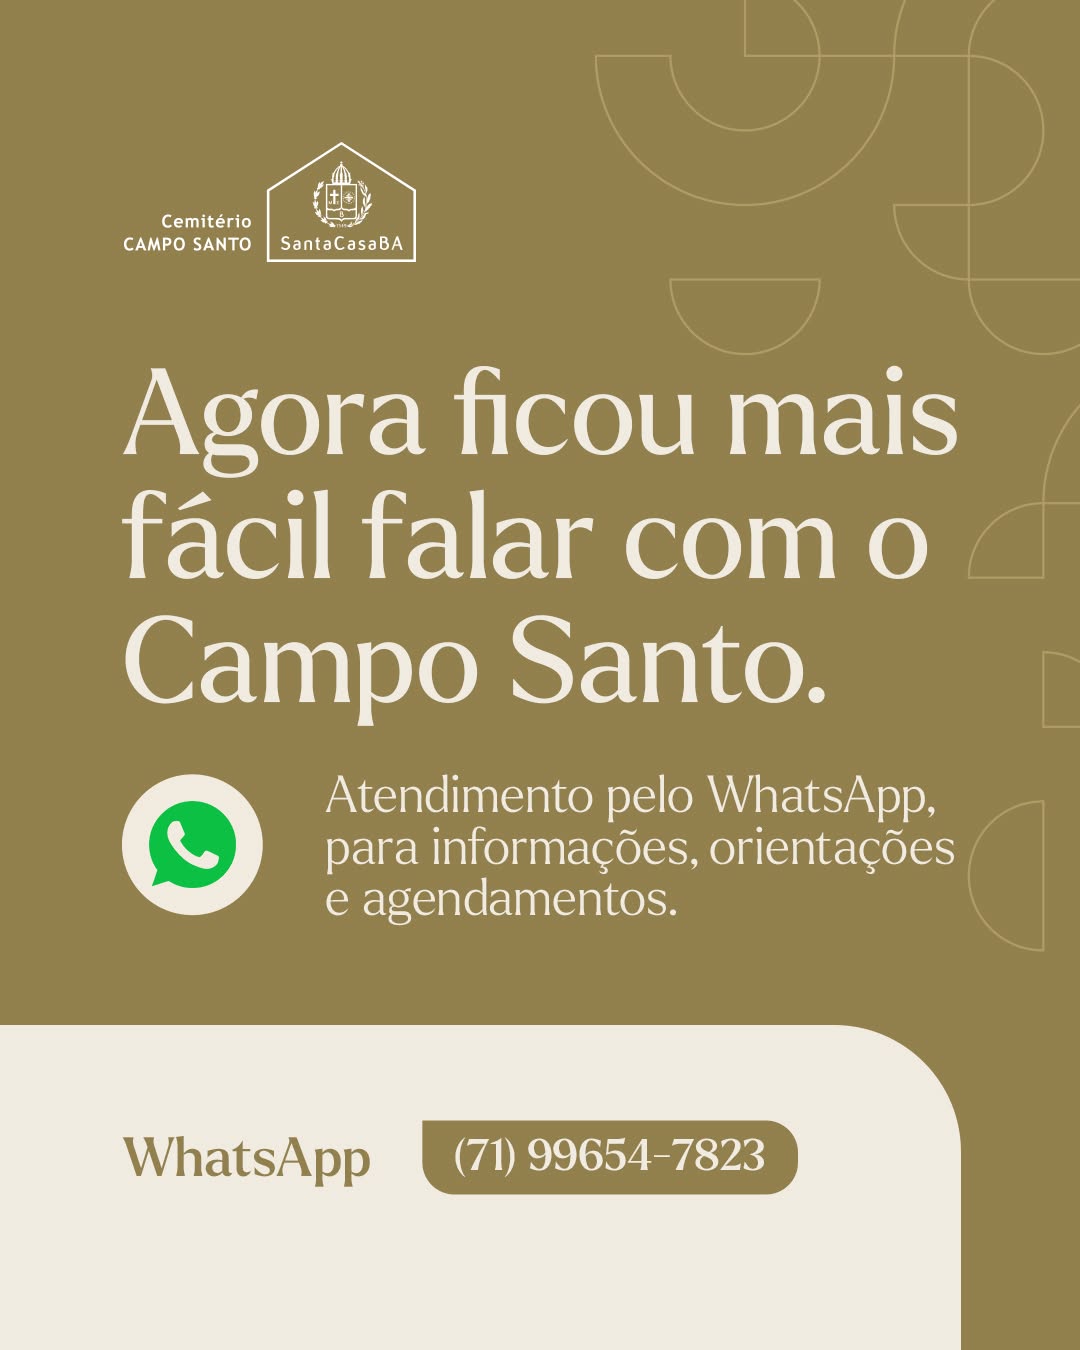 Cemitério
CAMPO SANTO
SantaCasaBA
Agora ficou mais
fácil falar com o
Campo Santo.
Atendimento pelo WhatsApp,
para informações, orientações
e agendamentos.
WhatsApp
(71) 99654-7823